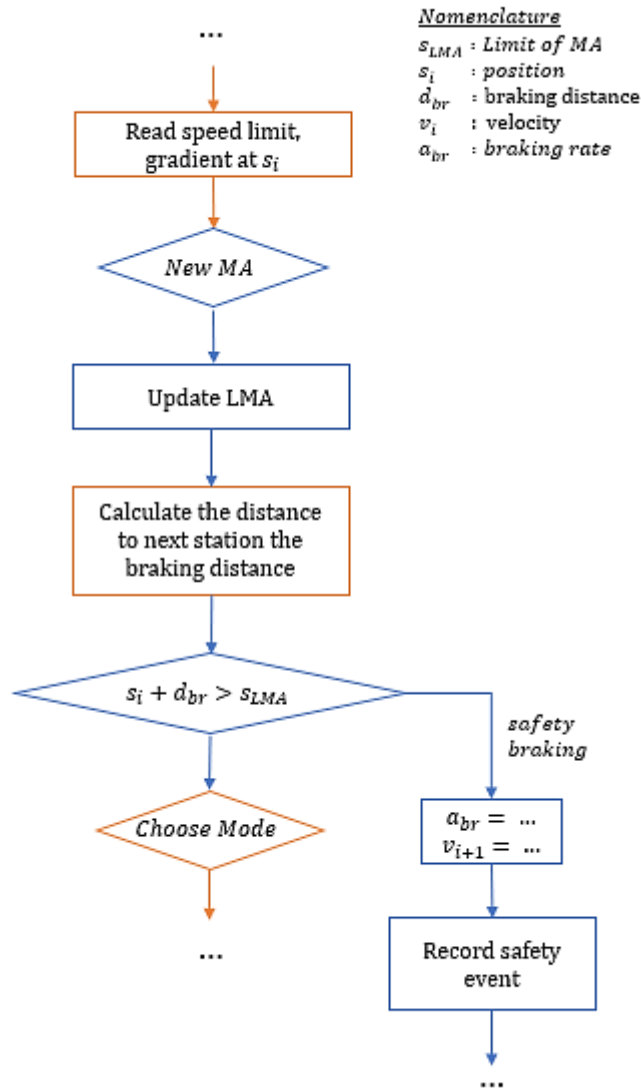 ...
Nomenclature
s_LMA : Limit of MA
s_i : position
d_br : braking distance
v_i : velocity
a_br : braking rate
Read speed limit,
gradient at s_i
New MA
Update LMA
Calculate the distance
to next station the
braking distance
s_i + d_br > s_LMA
safety
braking
Choose Mode
a_br = ...
v_i+1 = ...
...
Record safety
event
...